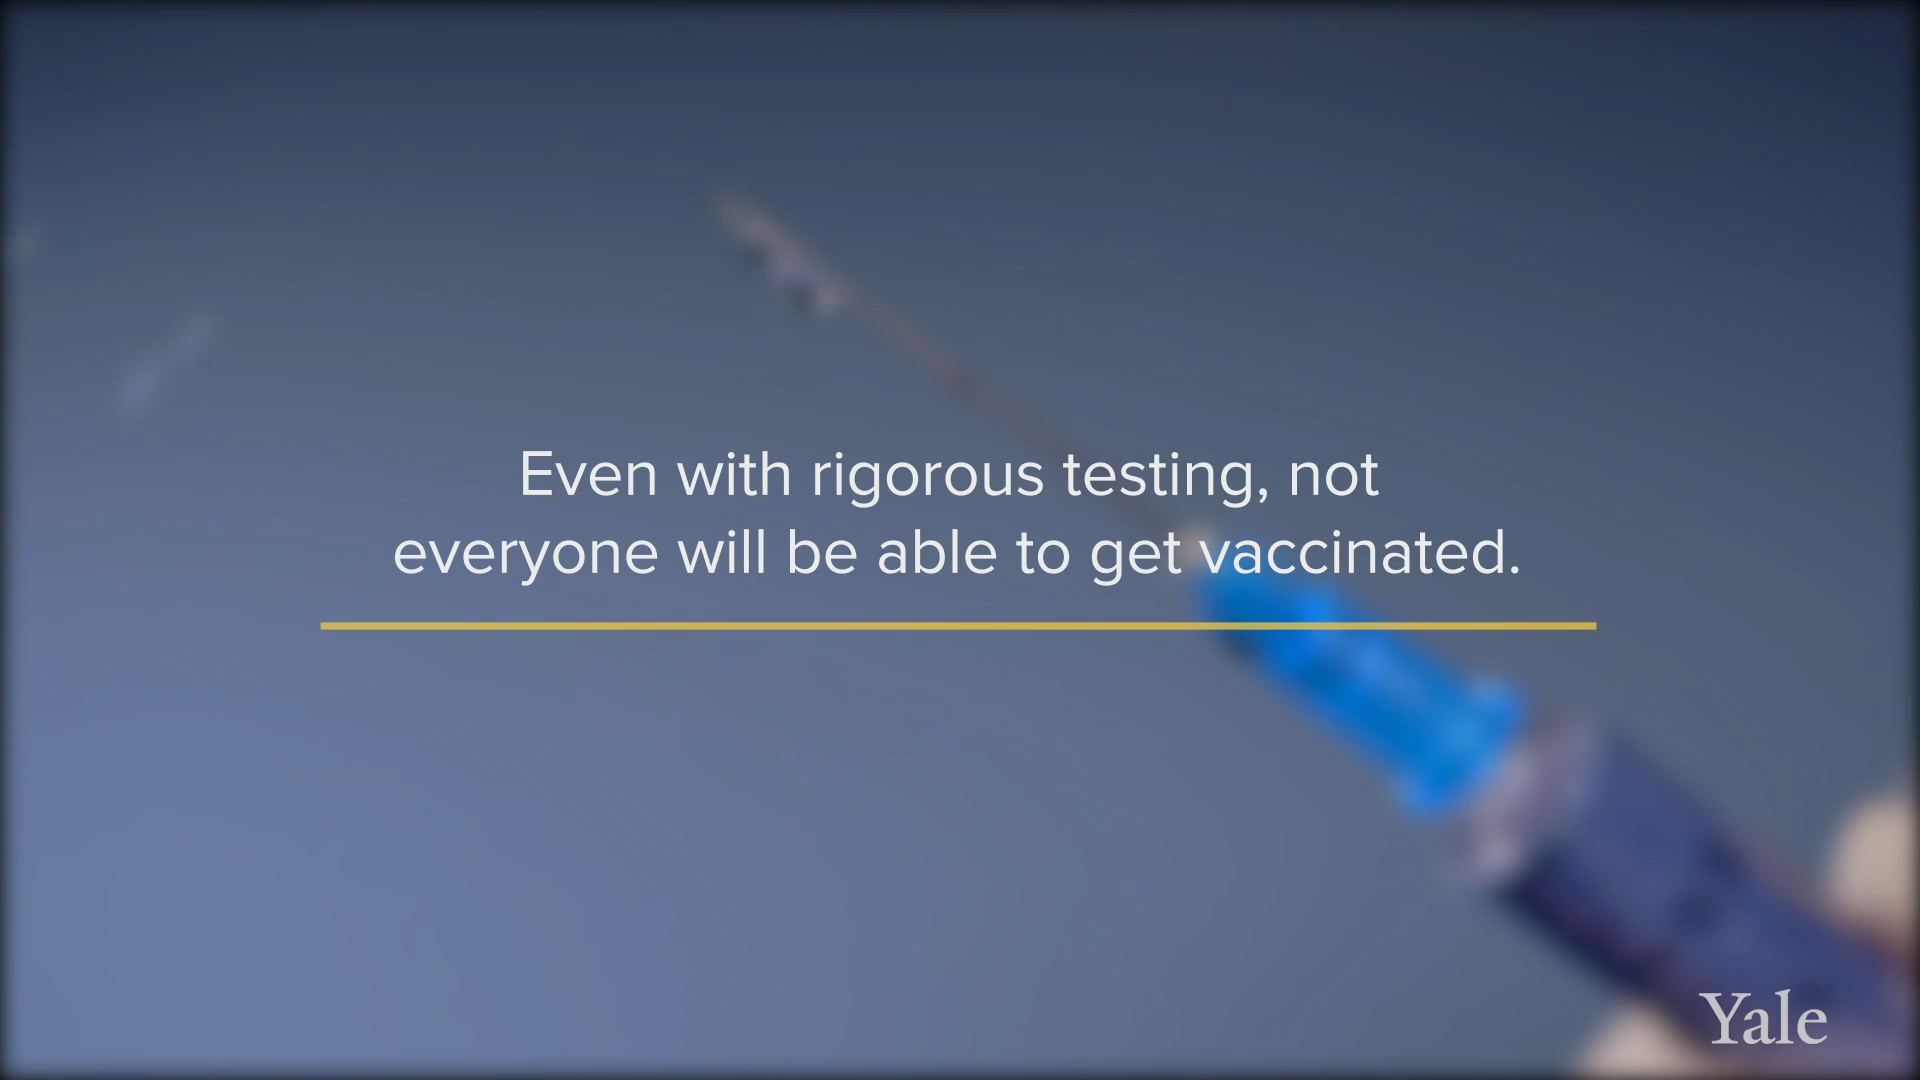 Even with rigorous testing, not
everyone will be able to get vaccinated.
Yale